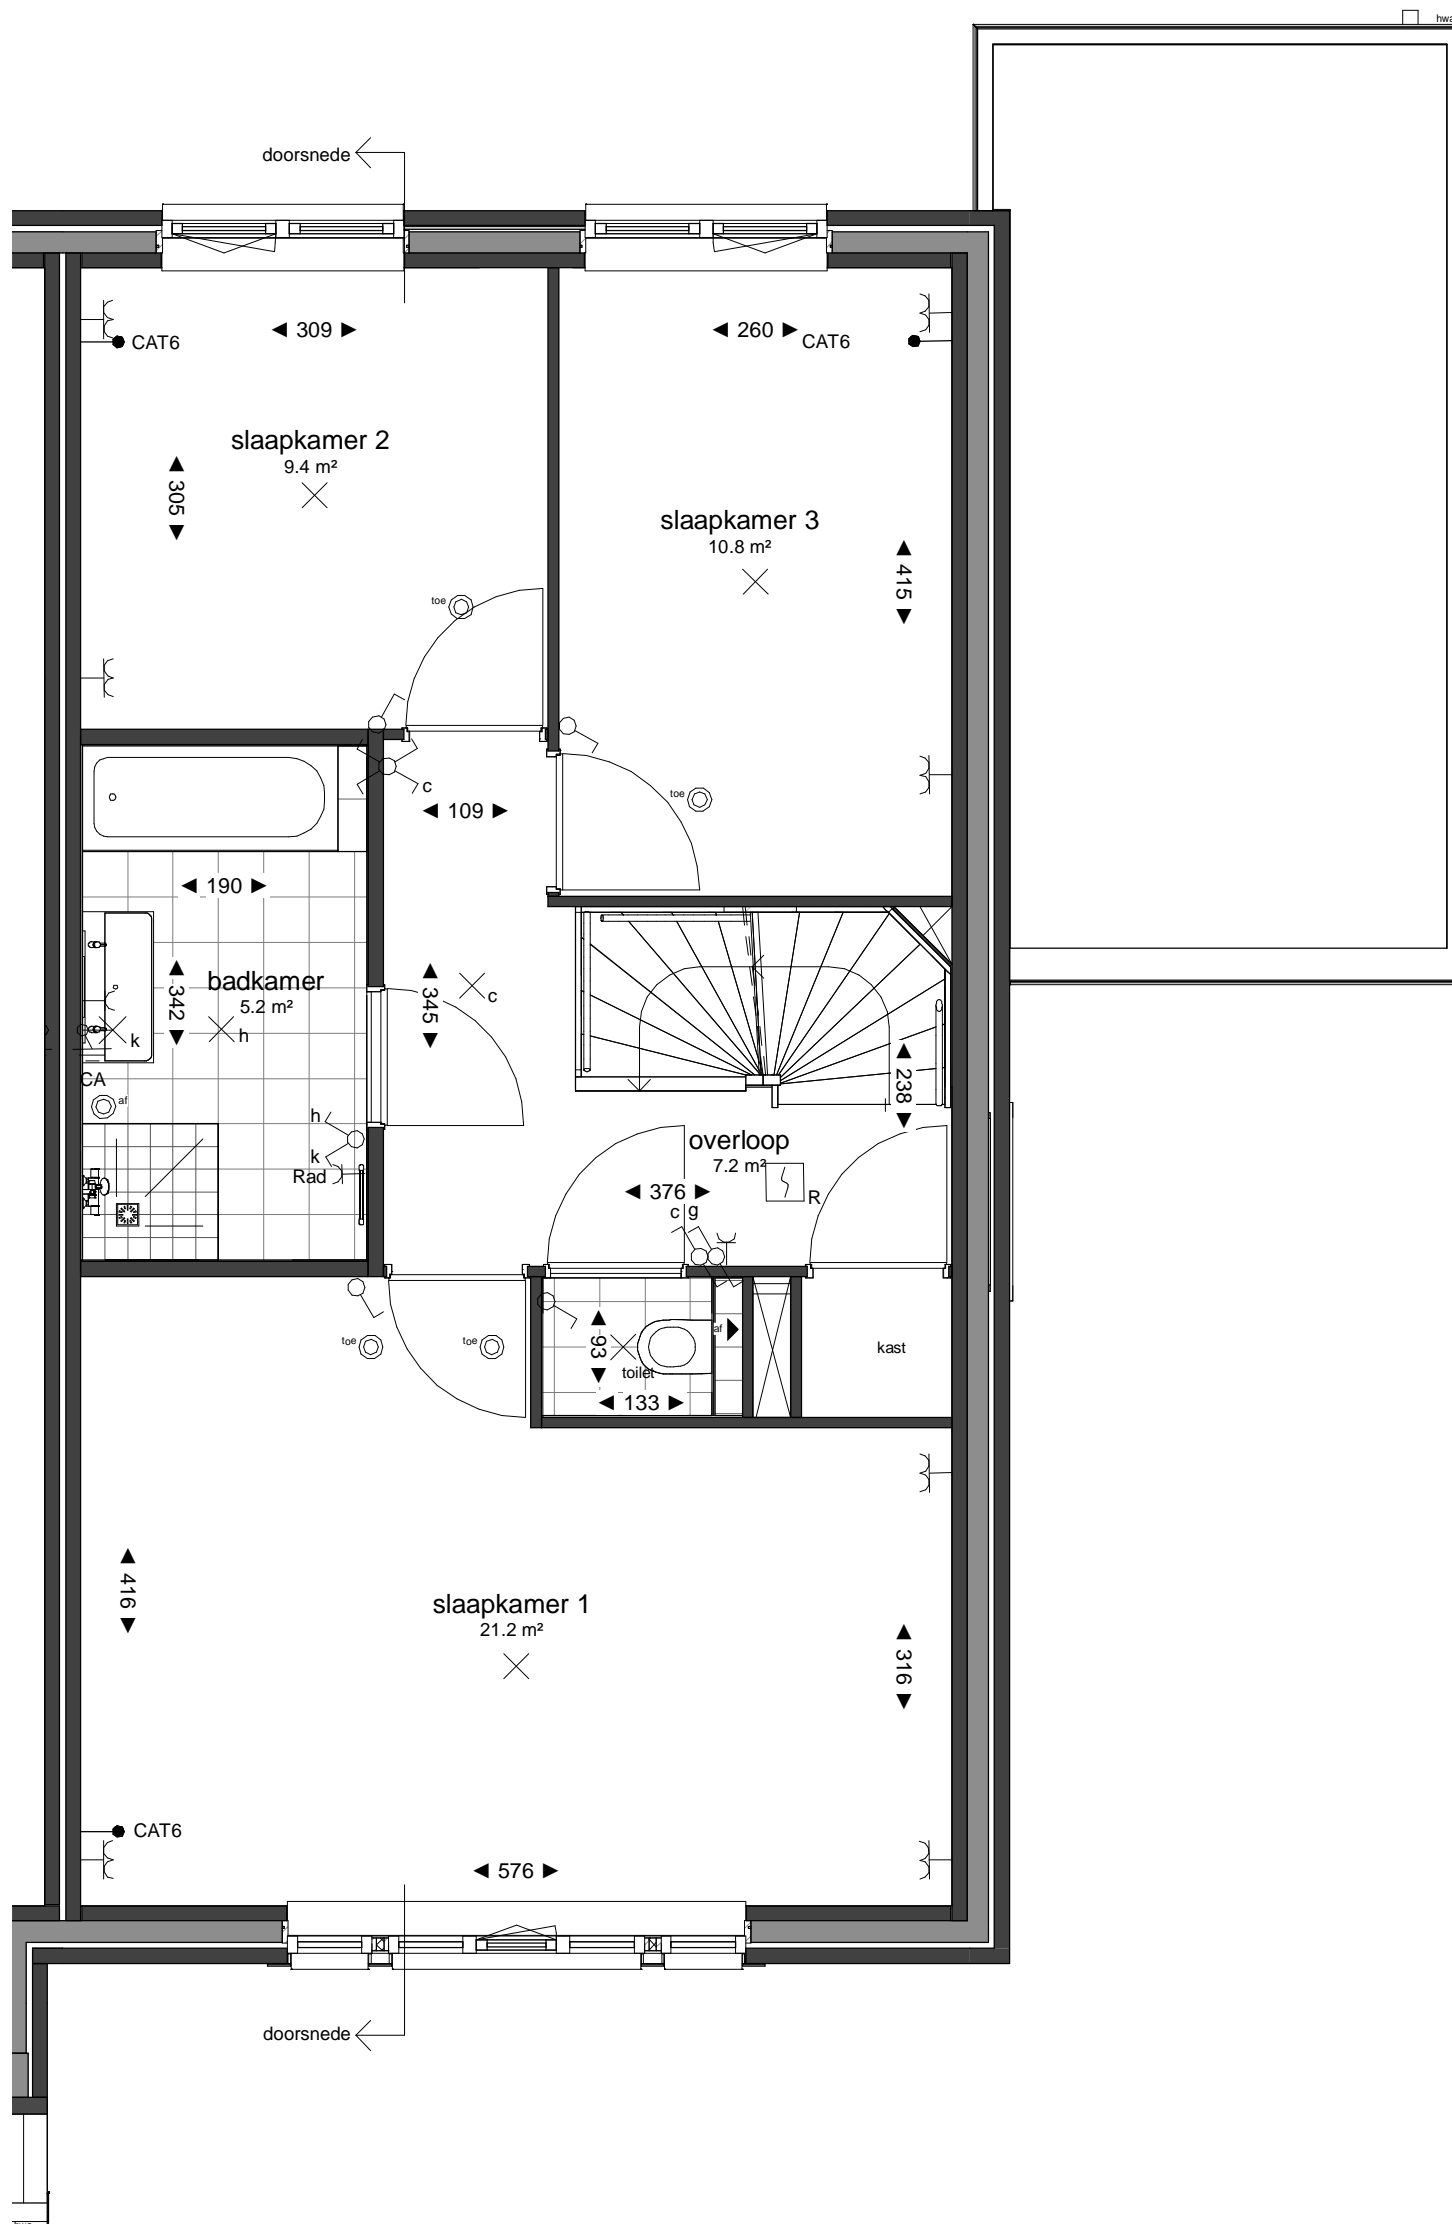 hwa
doorsnede
◄ 309 ►
◄ 260 ►
CAT6
CAT6
slaapkamer 2
9.4 m²
◄ 305 ►
slaapkamer 3
10.8 m²
◄ 415 ►
toe
c
toe
◄ 109 ►
◄ 190 ►
badkamer
5.2 m²
◄ 342 ►
◄ 345 ►
c
k
h
CA
af
◄ 238 ►
h
k
Rad
overloop
7.2 m²
◄ 376 ►
R
c g
toe
toe
◄ 93 ►
toilet
af
◄ 133 ►
kast
◄ 416 ►
slaapkamer 1
21.2 m²
◄ 316 ►
CAT6
◄ 576 ►
doorsnede